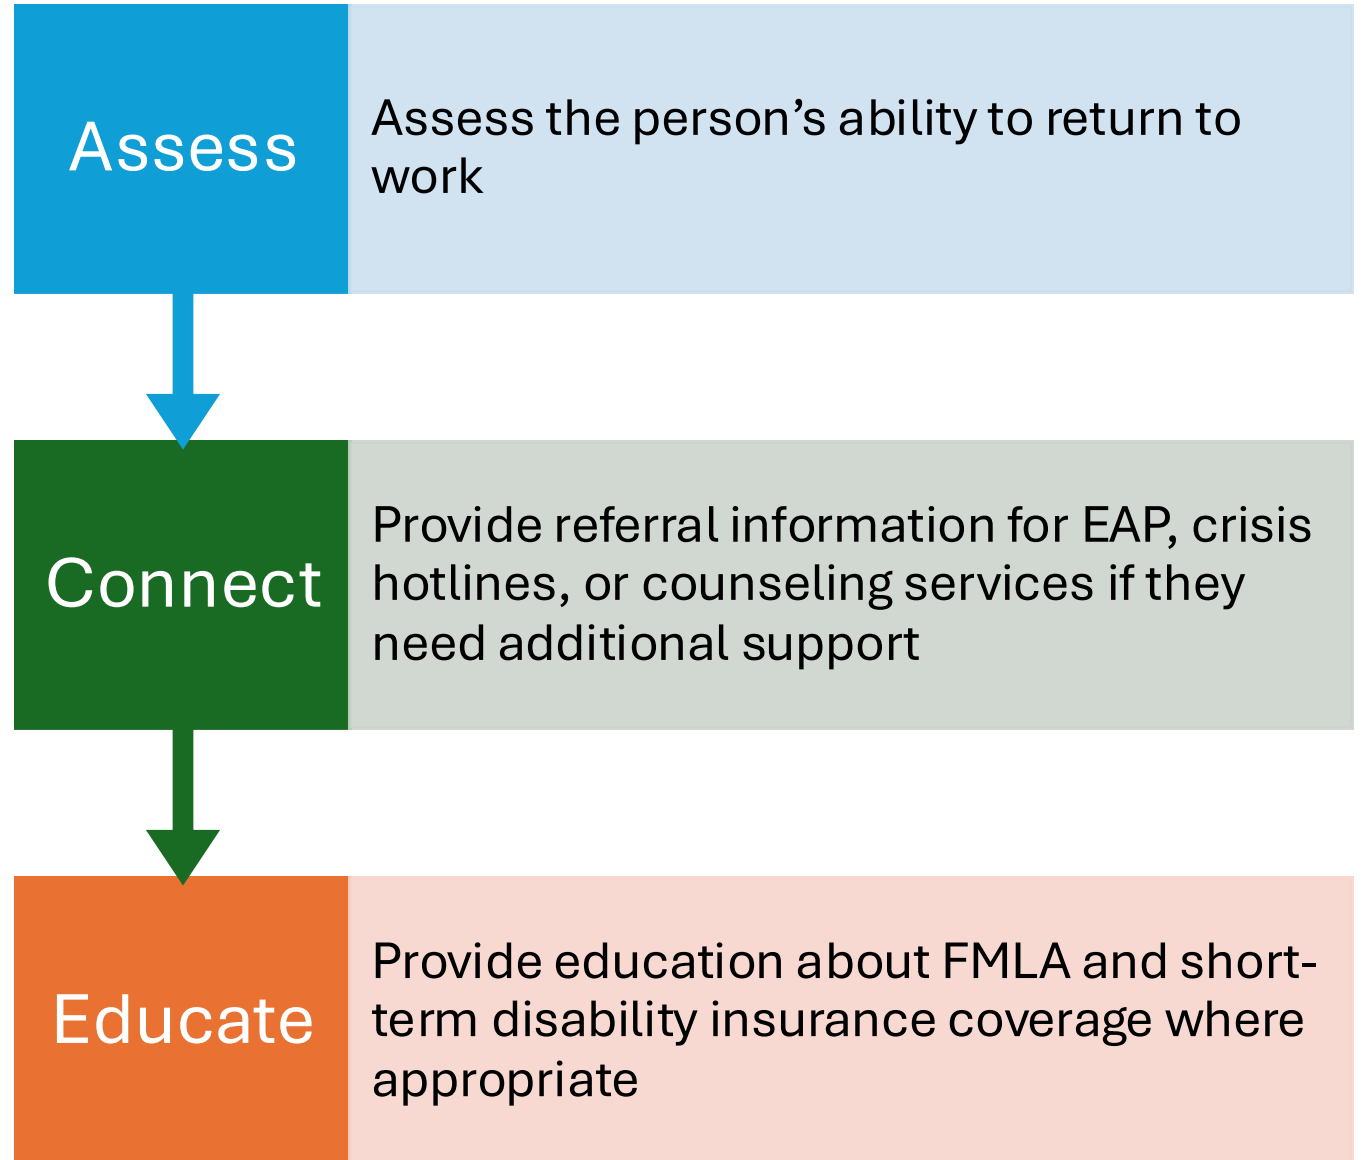 Assess
Assess the person’s ability to return to
work
Connect
Provide referral information for EAP, crisis
hotlines, or counseling services if they
need additional support
Educate
Provide education about FMLA and short-
term disability insurance coverage where
appropriate